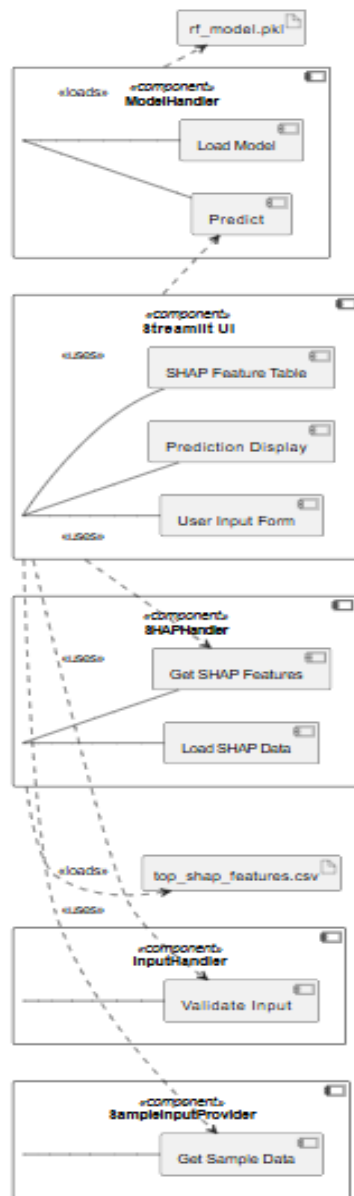 rf_model.pkl
«loads»
«component»
ModelHandler
Load Model
Predict
«component»
Streamlit UI
«uses»
SHAP Feature Table
Prediction Display
User Input Form
«uses»
«component»
SHAPHandler
«uses»
Get SHAP Features
Load SHAP Data
«loads»
top_shap_features.csv
«uses»
«component»
InputHandler
Validate Input
«component»
SampleInputProvider
Get Sample Data